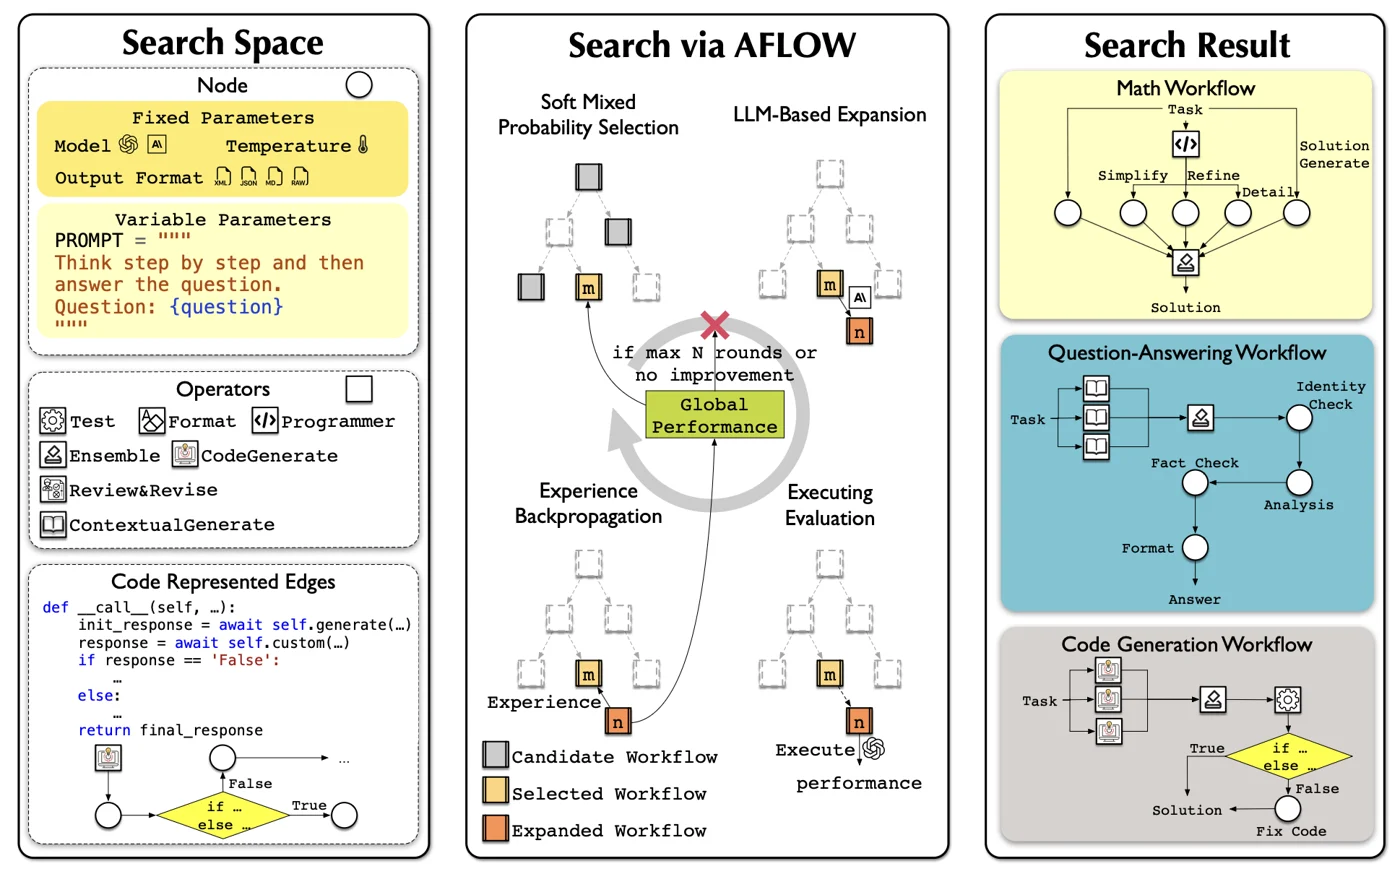 Search Space
Node
Fixed Parameters
Model
Temperature
Output Format
XML JSON MD RAW
Variable Parameters
PROMPT = """
Think step by step and then
answer the question.
Question: {question}
"""
Operators
Test Format Programmer
Ensemble CodeGenerate
Review&Revise
ContextualGenerate
Code Represented Edges
def __call__(self, …):
init_response = await self.generate(…)
response = await self.custom(…)
if response == 'False':
…
else:
…
return final_response
…
False
if …
else …
True
Search via AFLOW
Soft Mixed
Probability Selection
m
LLM-Based Expansion
m
n
if max N rounds or
no improvement
Global
Performance
Experience
Backpropagation
m
Experience
n
Executing
Evaluation
m
n
Execute
performance
Candidate Workflow
Selected Workflow
Expanded Workflow
Search Result
Math Workflow
Task
</>
Solution
Generate
Simplify Refine
Detail
Solution
Question-Answering Workflow
Identity
Check
Task
Fact Check
Analysis
Format
Answer
Code Generation Workflow
Task
True
if …
else …
False
Solution
Fix Code